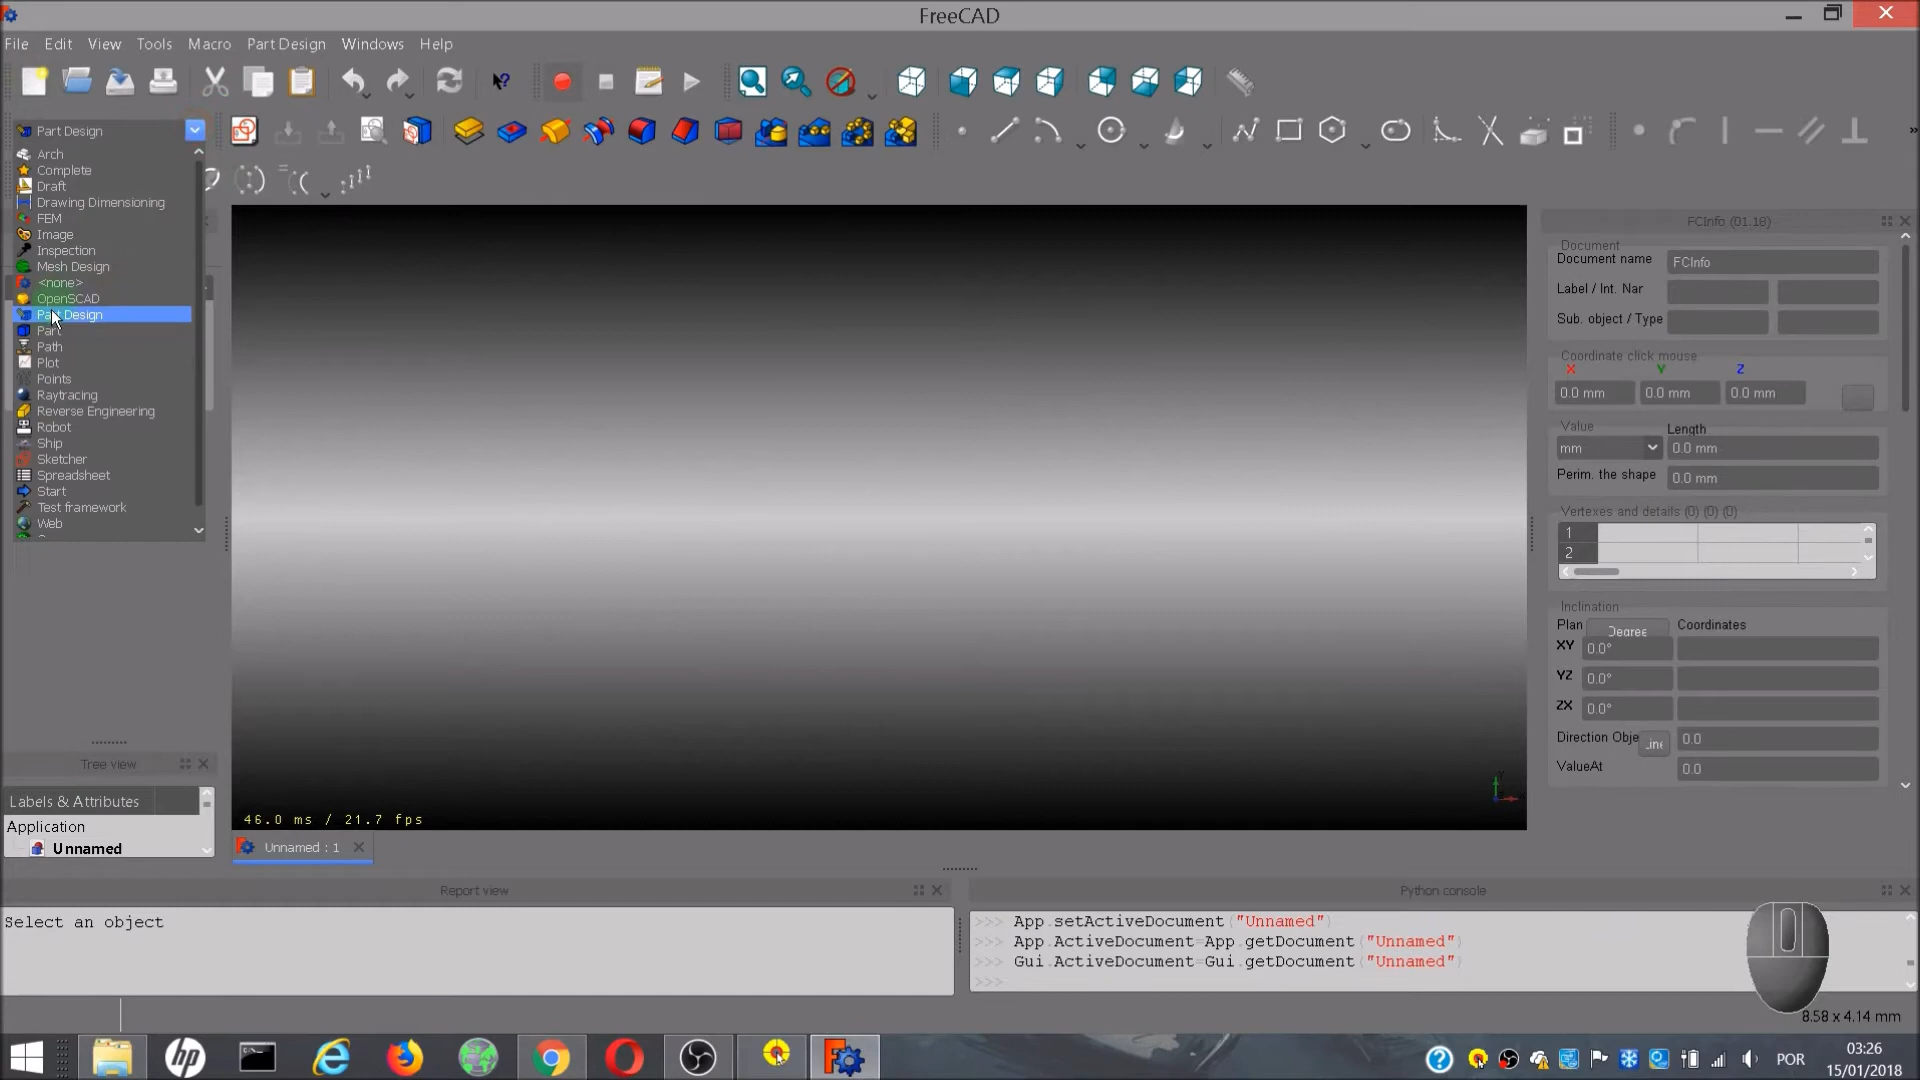 FreeCAD
File Edit View Tools Macro Part Design Windows Help
Part Design
Arch
Complete
Draft
Drawing Dimensioning
FEM
Image
Inspection
Mesh Design
<none>
OpenSCAD
Part Design
Part
Path
Plot
Points
Raytracing
Reverse Engineering
Robot
Ship
Sketcher
Spreadsheet
Start
Test framework
Web
46.0 ms / 21.7 fps
Unnamed : 1
Tree view
Labels & Attributes
Application
Unnamed
FCInfo (01.18)
Document
Document name FCInfo
Label / Int. Nar
Sub. object / Type
Coordinate click mouse
X Y Z
0.0 mm 0.0 mm 0.0 mm
Value Length
mm 0.0 mm
Perim. the shape 0.0 mm
Vertexes and details (0) (0) (0)
1
2
Inclination
Plan Degree Coordinates
XY 0.0°
YZ 0.0°
ZX 0.0°
Direction Obje 0.0
ValueAt 0.0
Report view
Select an object
Python console
>>> App.setActiveDocument("Unnamed")
>>> App.ActiveDocument=App.getDocument("Unnamed")
>>> Gui.ActiveDocument=Gui.getDocument("Unnamed")
>>>
8.58 x 4.14 mm
hp
POR
03:26
15/01/2018